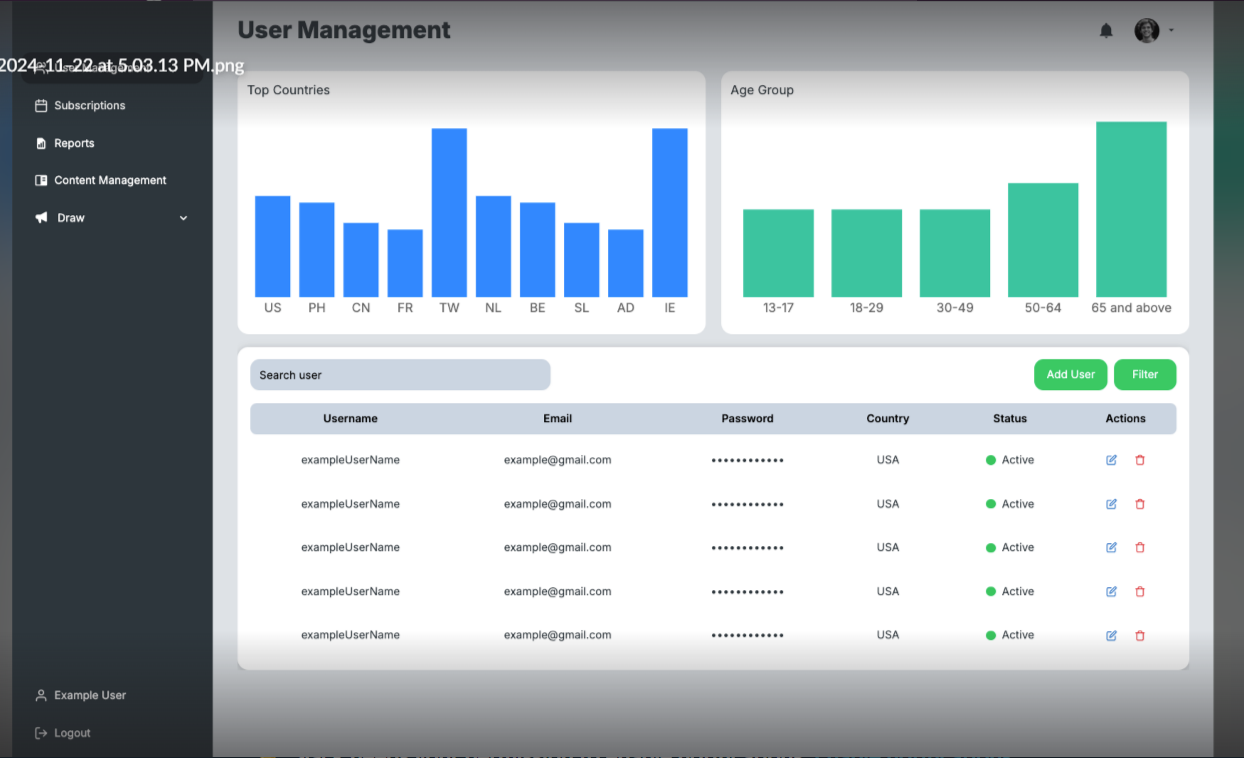 User Management
2024-11-22 at 5.03.13 PM.png
User Management
Subscriptions
Reports
Content Management
Draw
Example User
Logout
Top Countries
US PH CN FR TW NL BE SL AD IE
Age Group
13-17 18-29 30-49 50-64 65 and above
Search user
Add User Filter
Username Email Password Country Status Actions
exampleUserName example@gmail.com •••••••••••• USA Active
exampleUserName example@gmail.com •••••••••••• USA Active
exampleUserName example@gmail.com •••••••••••• USA Active
exampleUserName example@gmail.com •••••••••••• USA Active
exampleUserName example@gmail.com •••••••••••• USA Active